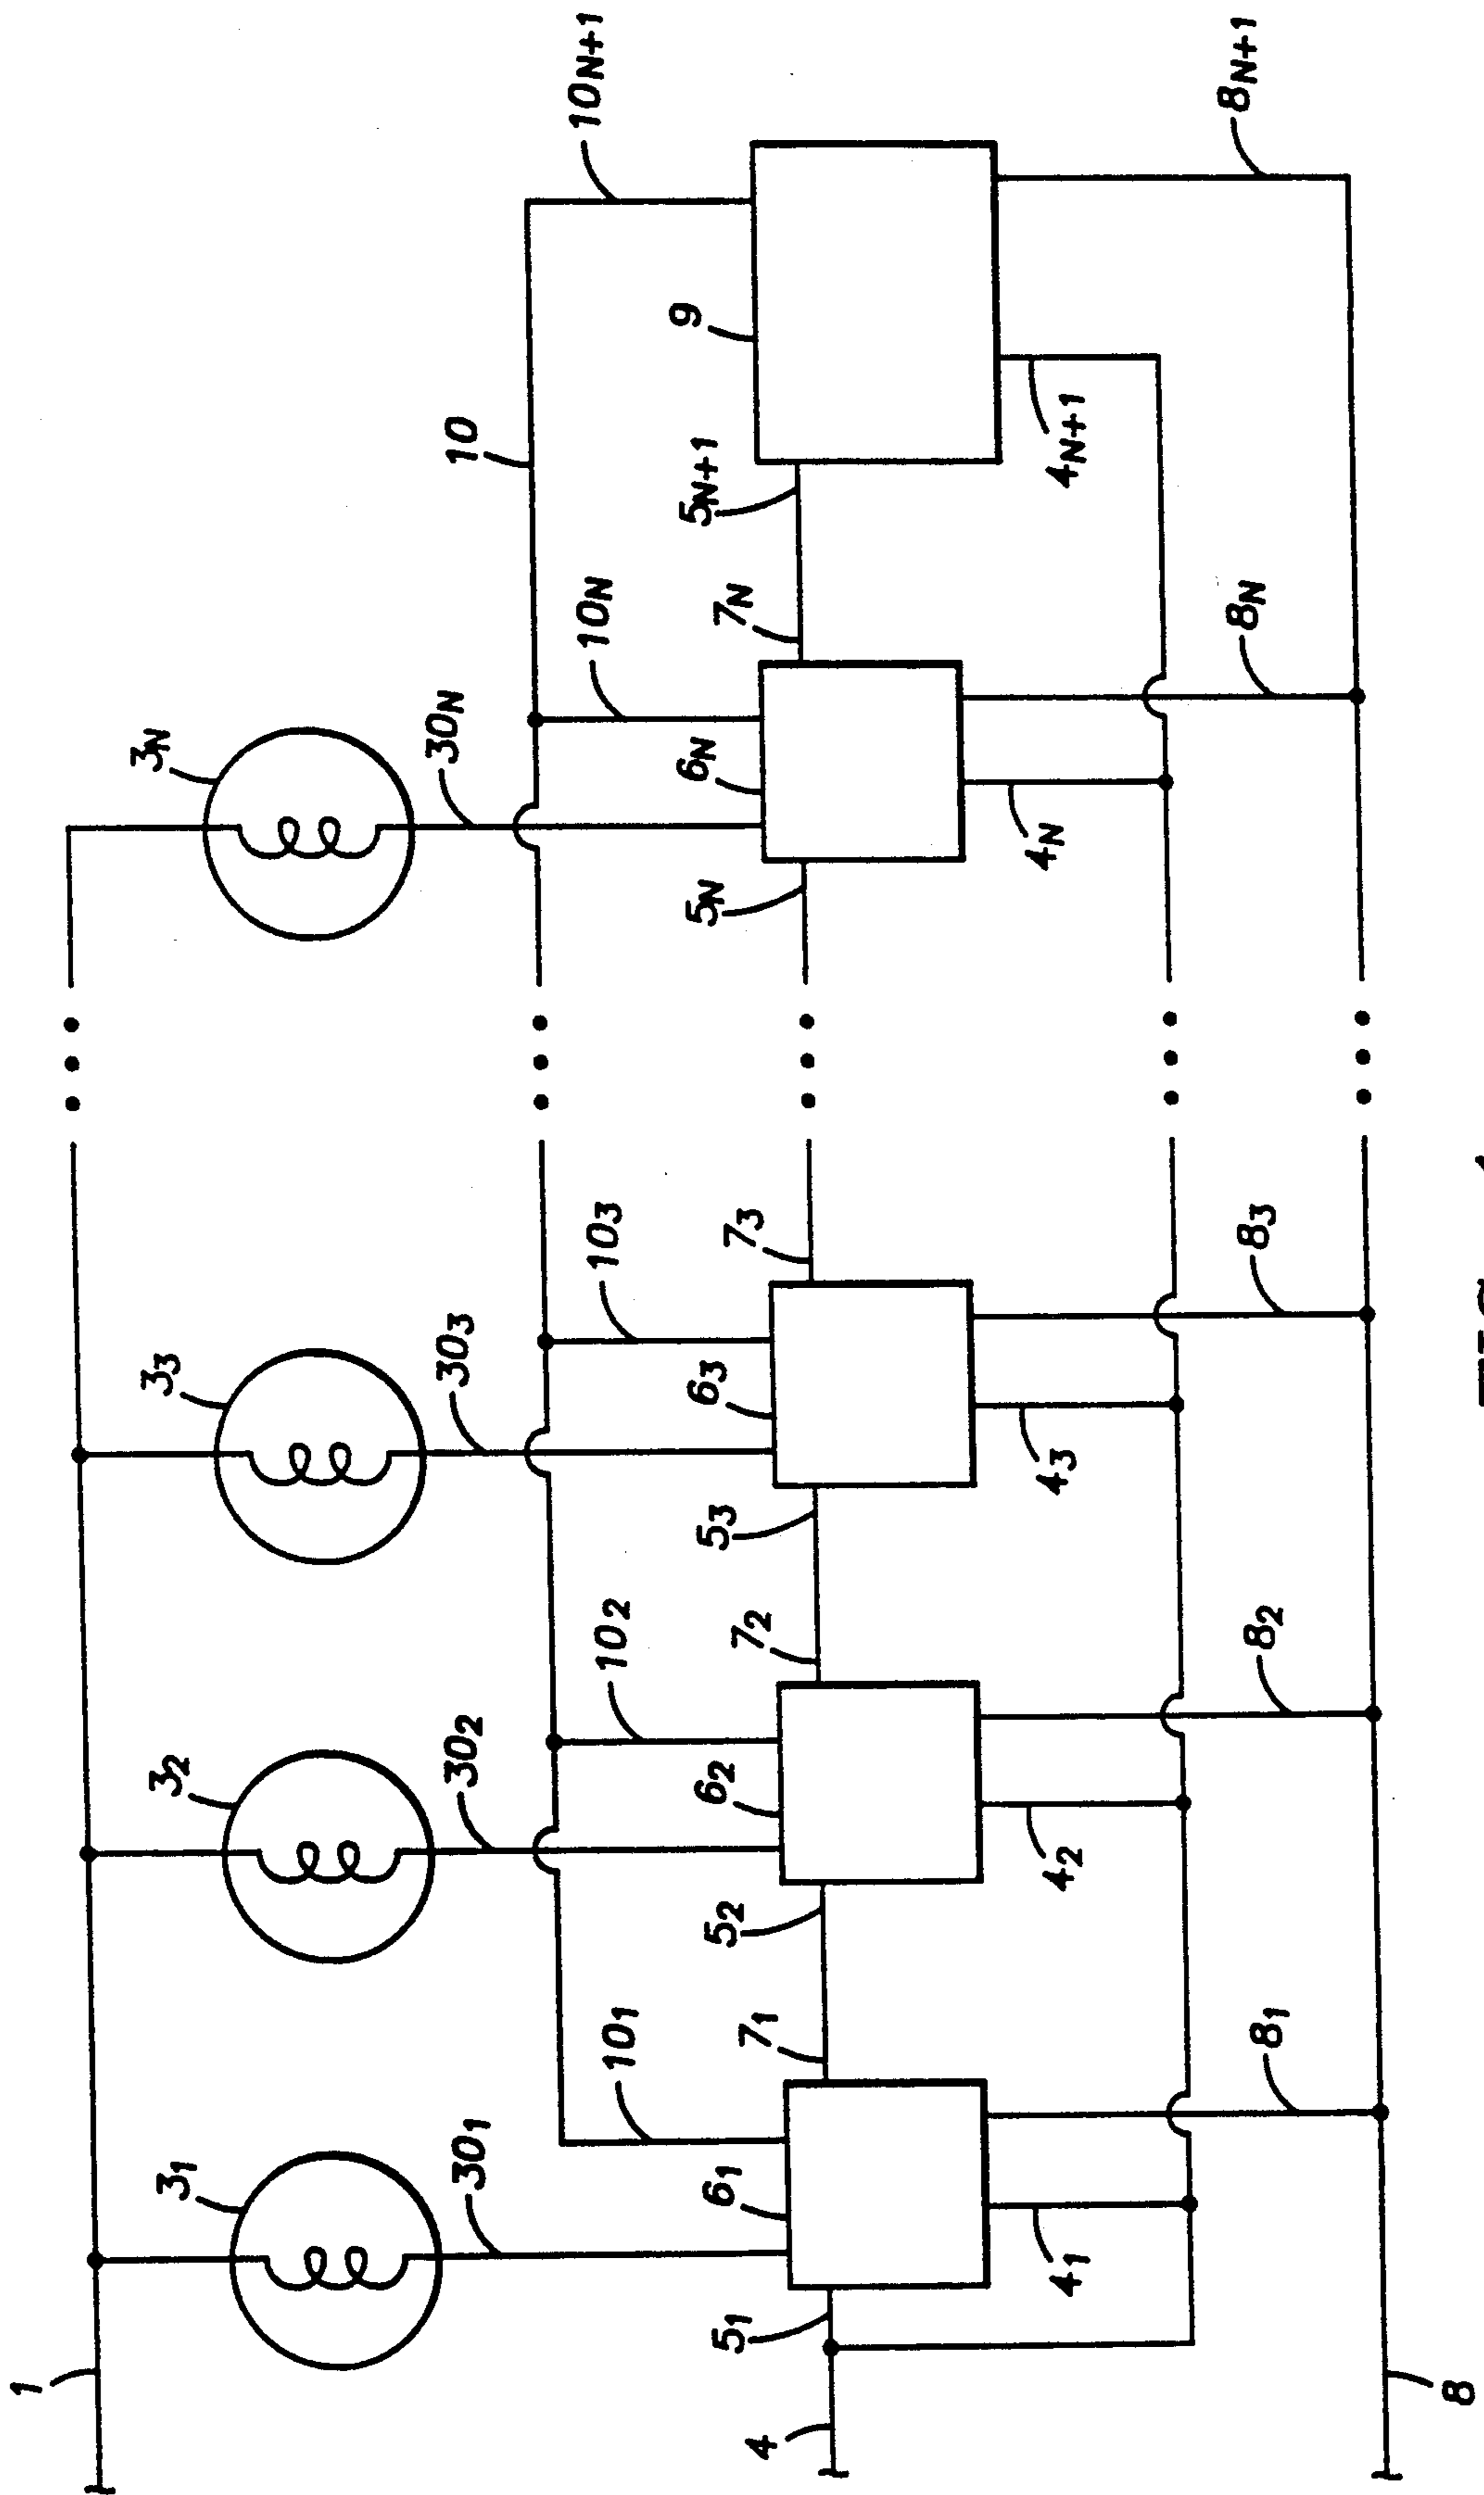 1
3₁
3₂
3₃
3N
30₁
30₂
30₃
30N
10
10₁
10₂
10₃
10N
10N+1
4
5₁
6₁
7₁
5₂
6₂
7₂
5₃
6₃
7₃
5N
6N
7N
5N+1
9
4₁
4₂
4₃
4N
4N+1
8
8₁
8₂
8₃
8N
8N+1